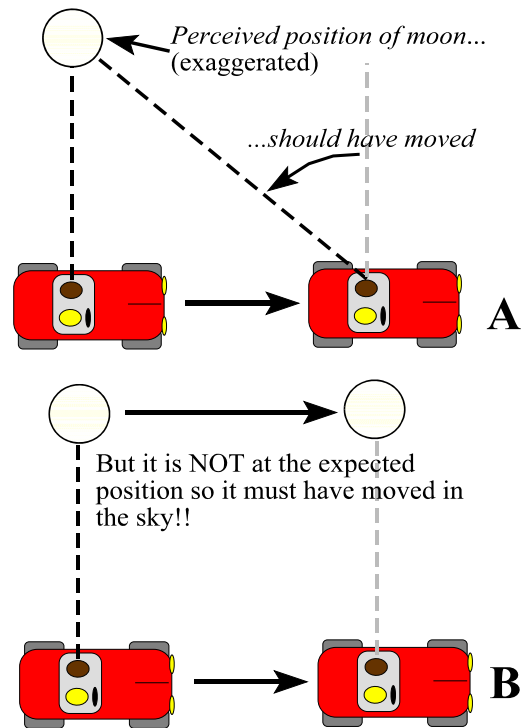 Perceived position of moon...
(exaggerated)
...should have moved
A
But it is NOT at the expected
position so it must have moved in
the sky!!
B